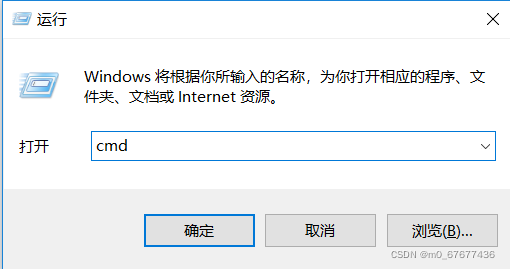 运行
Windows 将根据你所输入的名称，为你打开相应的程序、文
件夹、文档或 Internet 资源。
打开
cmd
确定
取消
浏览(B)...
CSDN @m0_67677436